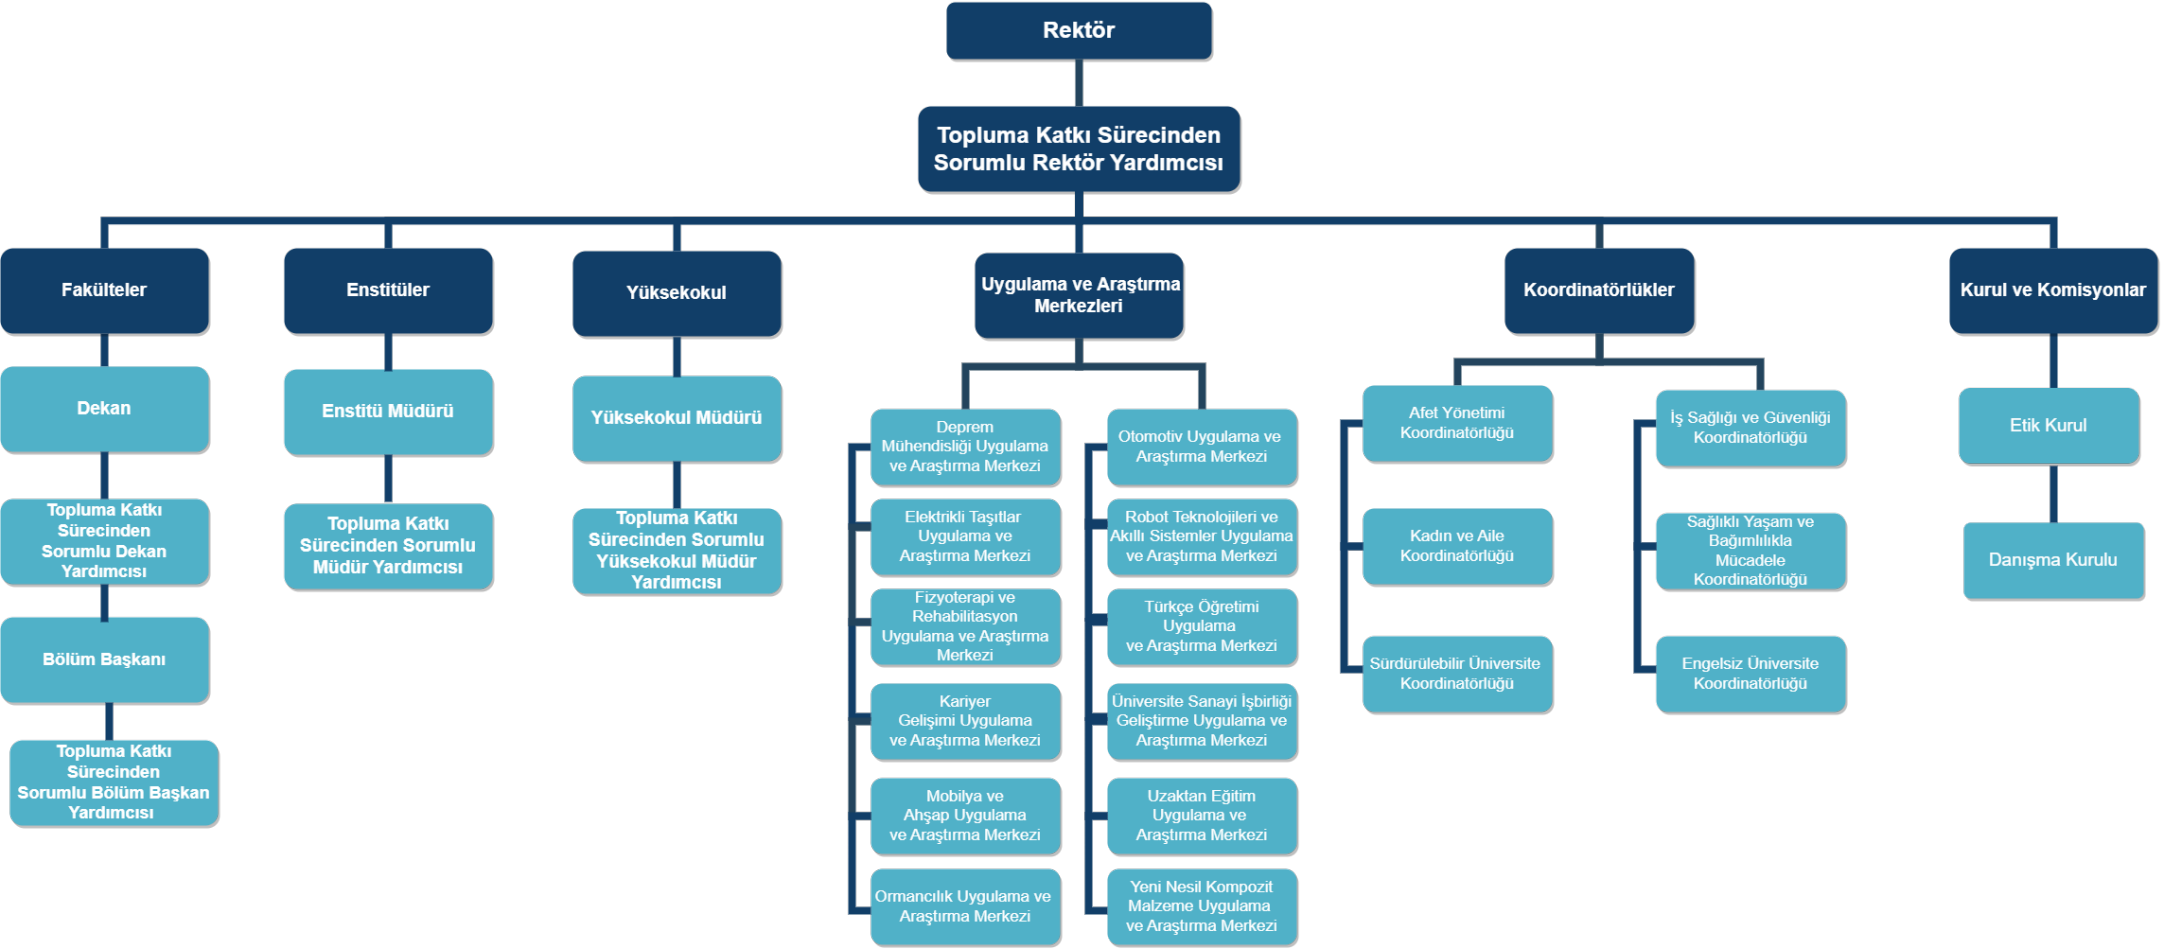 Rektör
Topluma Katkı Sürecinden
Sorumlu Rektör Yardımcısı
Fakülteler
Dekan
Topluma Katkı
Sürecinden
Sorumlu Dekan
Yardımcısı
Bölüm Başkanı
Topluma Katkı
Sürecinden
Sorumlu Bölüm Başkan
Yardımcısı
Enstitüler
Enstitü Müdürü
Topluma Katkı
Sürecinden Sorumlu
Müdür Yardımcısı
Yüksekokul
Yüksekokul Müdürü
Topluma Katkı
Sürecinden Sorumlu
Yüksekokul Müdür
Yardımcısı
Uygulama ve Araştırma
Merkezleri
Deprem
Mühendisliği Uygulama
ve Araştırma Merkezi
Elektrikli Taşıtlar
Uygulama ve
Araştırma Merkezi
Fizyoterapi ve
Rehabilitasyon
Uygulama ve Araştırma
Merkezi
Kariyer
Gelişimi Uygulama
ve Araştırma Merkezi
Mobilya ve
Ahşap Uygulama
ve Araştırma Merkezi
Ormancılık Uygulama ve
Araştırma Merkezi
Otomotiv Uygulama ve
Araştırma Merkezi
Robot Teknolojileri ve
Akıllı Sistemler Uygulama
ve Araştırma Merkezi
Türkçe Öğretimi
Uygulama
ve Araştırma Merkezi
Üniversite Sanayi İşbirliği
Geliştirme Uygulama ve
Araştırma Merkezi
Uzaktan Eğitim
Uygulama ve
Araştırma Merkezi
Yeni Nesil Kompozit
Malzeme Uygulama
ve Araştırma Merkezi
Koordinatörlükler
Afet Yönetimi
Koordinatörlüğü
Kadın ve Aile
Koordinatörlüğü
Sürdürülebilir Üniversite
Koordinatörlüğü
İş Sağlığı ve Güvenliği
Koordinatörlüğü
Sağlıklı Yaşam ve
Bağımlılıkla
Mücadele
Koordinatörlüğü
Engelsiz Üniversite
Koordinatörlüğü
Kurul ve Komisyonlar
Etik Kurul
Danışma Kurulu